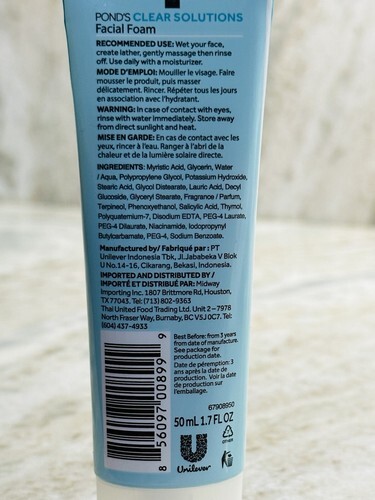 POND'S CLEAR SOLUTIONS
Facial Foam
RECOMMENDED USE: Wet your face,
create lather, gently massage then rinse
off. Use daily with a moisturizer.
MODE D'EMPLOI: Mouiller le visage. Faire
mousser le produit, puis masser
délicatement. Rincer. Répéter tous les jours
en association avec l'hydratant.
WARNING: In case of contact with eyes,
rinse with water immediately. Store away
from direct sunlight and heat.
MISE EN GARDE: En cas de contact avec les
yeux, rincer à l'eau. Ranger à l'abri de la
chaleur et de la lumière solaire directe.
INGREDIENTS: Myristic Acid, Glycerin, Water
/ Aqua, Polypropylene Glycol, Potassium Hydroxide,
Stearic Acid, Glycol Distearate, Lauric Acid, Decyl
Glucoside, Glyceryl Stearate, Fragrance / Parfum,
Terpineol, Phenoxyethanol, Salicylic Acid, Thymol,
Polyquaternium-7, Disodium EDTA, PEG-4 Laurate,
PEG-4 Dilaurate, Niacinamide, Iodopropynyl
Butylcarbamate, PEG-4, Sodium Benzoate.
Manufactured by/ Fabriqué par : PT
Unilever Indonesia Tbk, Jl.Jababeka V Blok
U No.14-16, Cikarang, Bekasi, Indonesia.
IMPORTED AND DISTRIBUTED BY /
IMPORTÉ ET DISTRIBUÉ PAR: Midway
Importing Inc. 1807 Brittmore Rd, Houston,
TX 77043. Tel: (713) 802-9363
Thai United Food Trading Ltd. Unit 2 – 7978
North Fraser Way, Burnaby, BC V5J 0C7. Tel:
(604) 437-4933
Best Before: from 3 years
from date of manufacture.
See package for
production date.
Date de péremption: 3
ans après la date de
production. Voir la date
de production sur
l'emballage.
67908950
50 mL 1.7 FL OZ
8 56097 00899 9
Unilever